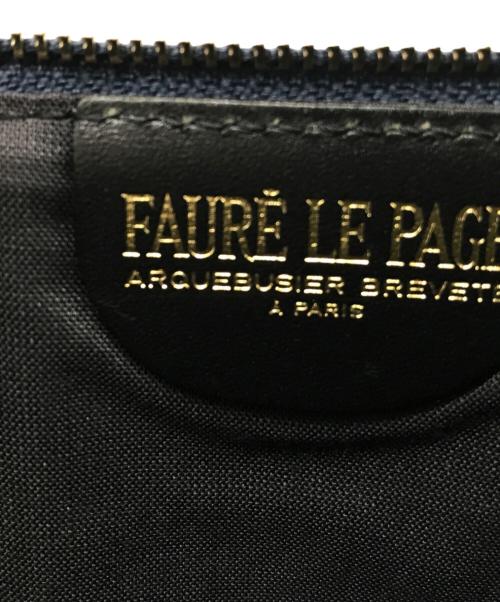 FAURÉ LE PAGE
ARQUEBUSIER BREVETÉ
À PARIS